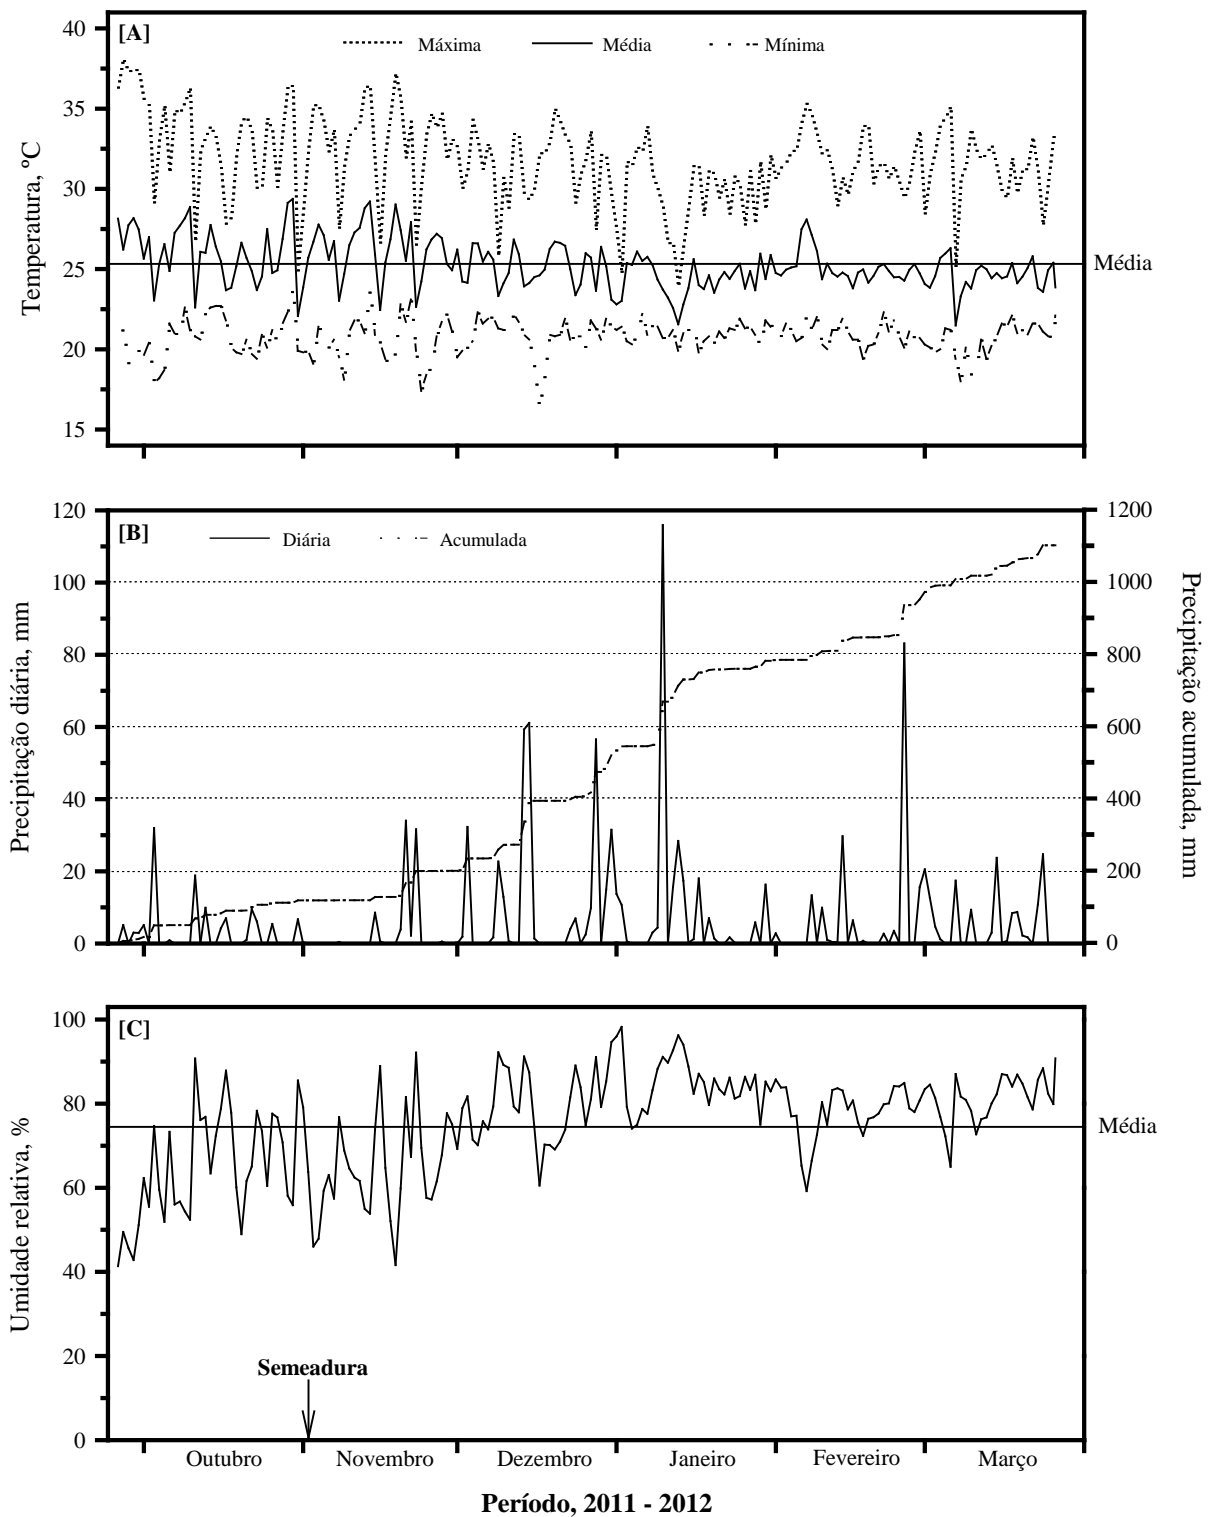 [A]
Máxima Média Mínima
40
35
30
25
20
15
Temperatura, ºC
Média
[B]
Diária Acumulada
120
100
80
60
40
20
0
Precipitação diária, mm
1200
1000
800
600
400
200
0
Precipitação acumulada, mm
[C]
100
80
60
40
20
0
Umidade relativa, %
Média
Semeadura
Outubro Novembro Dezembro Janeiro Fevereiro Março
Período, 2011 - 2012